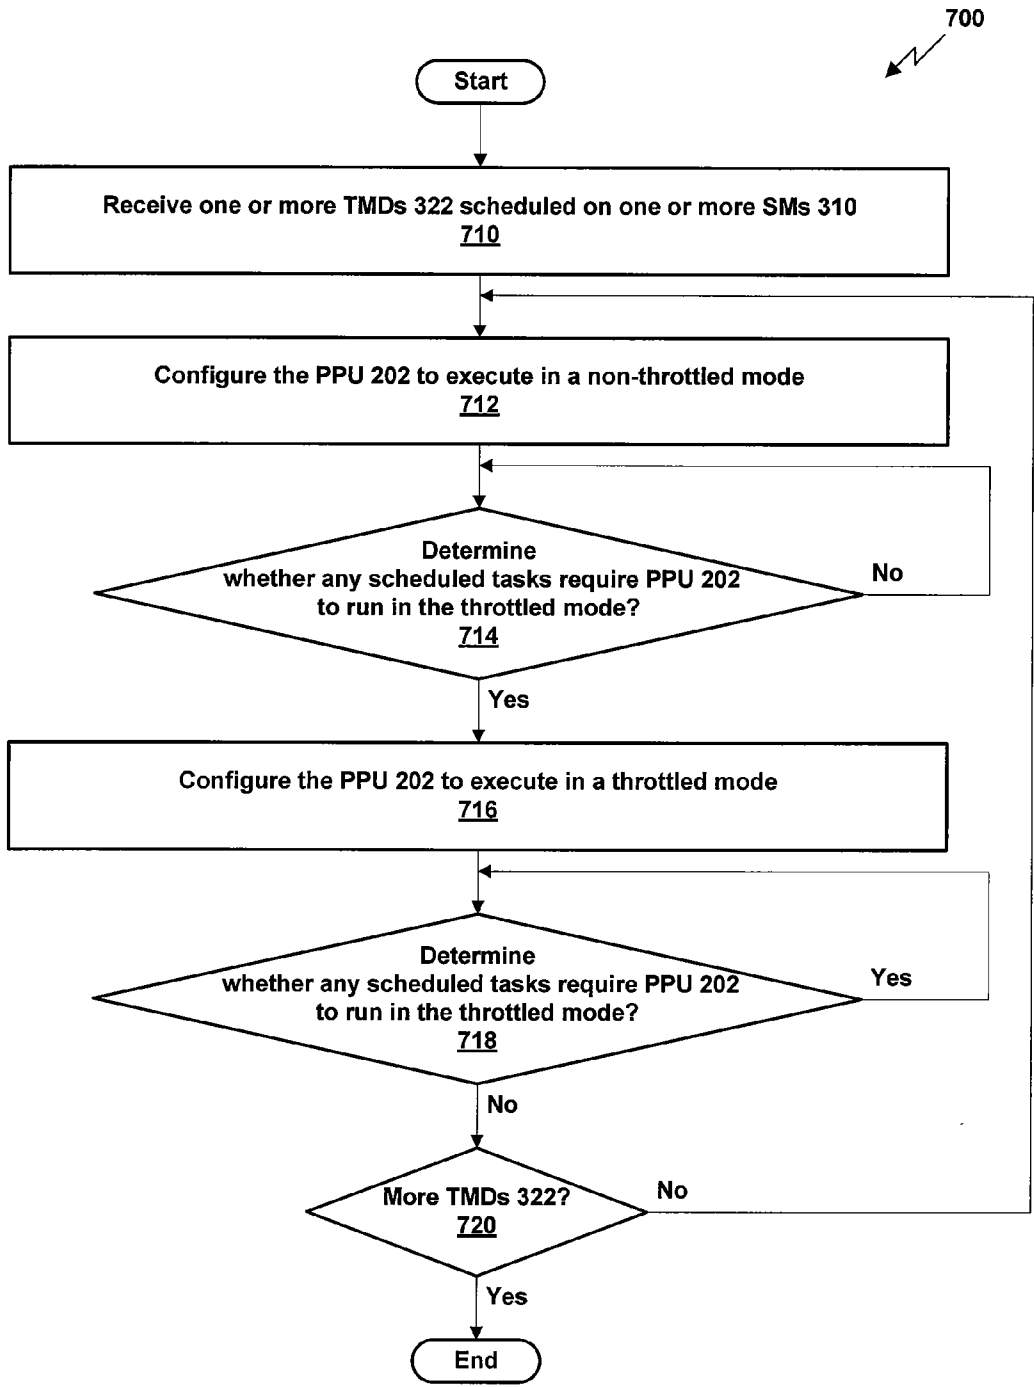 700
Start
Receive one or more TMDs 322 scheduled on one or more SMs 310
710
Configure the PPU 202 to execute in a non-throttled mode
712
Determine
whether any scheduled tasks require PPU 202
to run in the throttled mode?
714
No
Yes
Configure the PPU 202 to execute in a throttled mode
716
Determine
whether any scheduled tasks require PPU 202
to run in the throttled mode?
718
Yes
No
More TMDs 322?
720
No
Yes
End